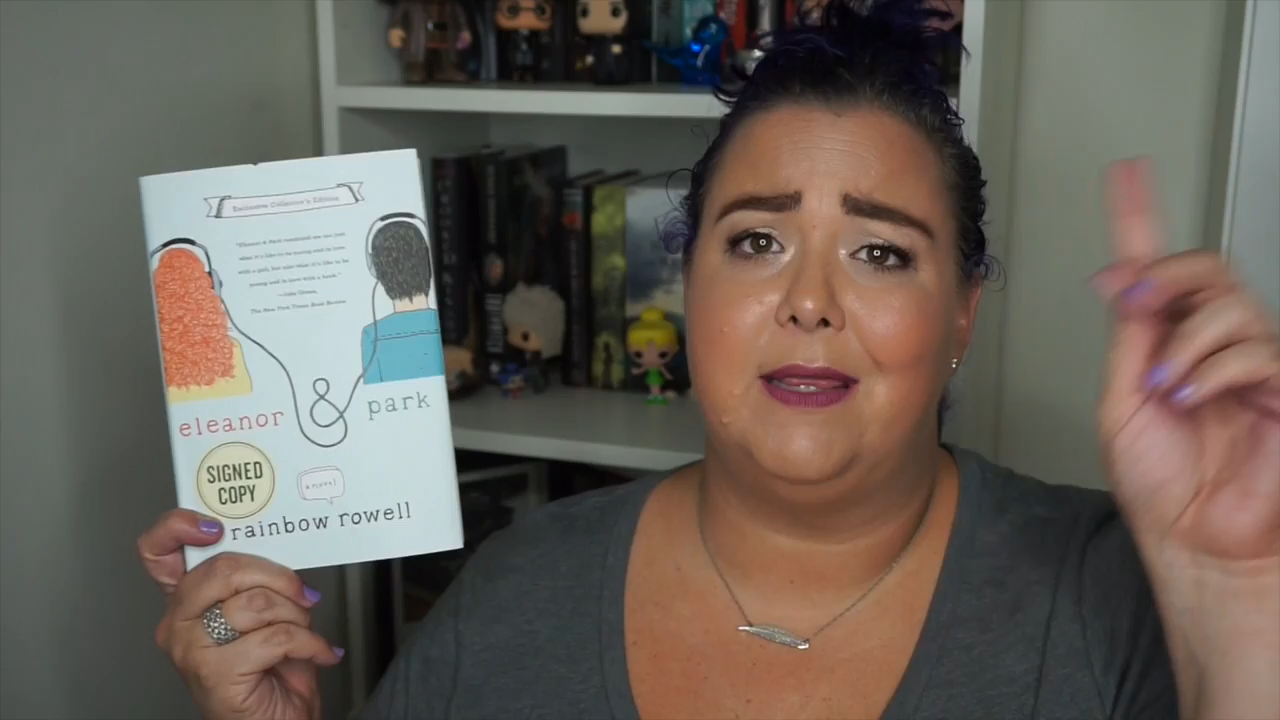 Exclusive Collector's Edition
"Eleanor & Park reminded me not just
what it's like to be young and in love
with a girl, but also what it's like to be
young and in love with a book."
—John Green,
The New York Times Book Review
eleanor & park
SIGNED
COPY
a novel
rainbow rowell